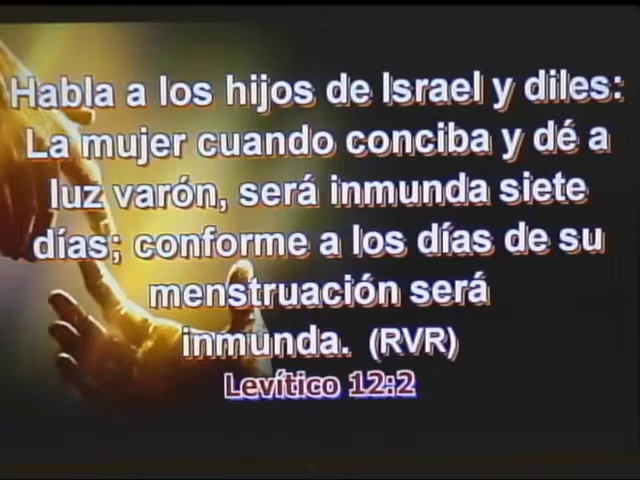 Habla a los hijos de Israel y diles:
La mujer cuando conciba y dé a
luz varón, será inmunda siete
días; conforme a los días de su
menstruación será
inmunda. (RVR)
Levítico 12:2